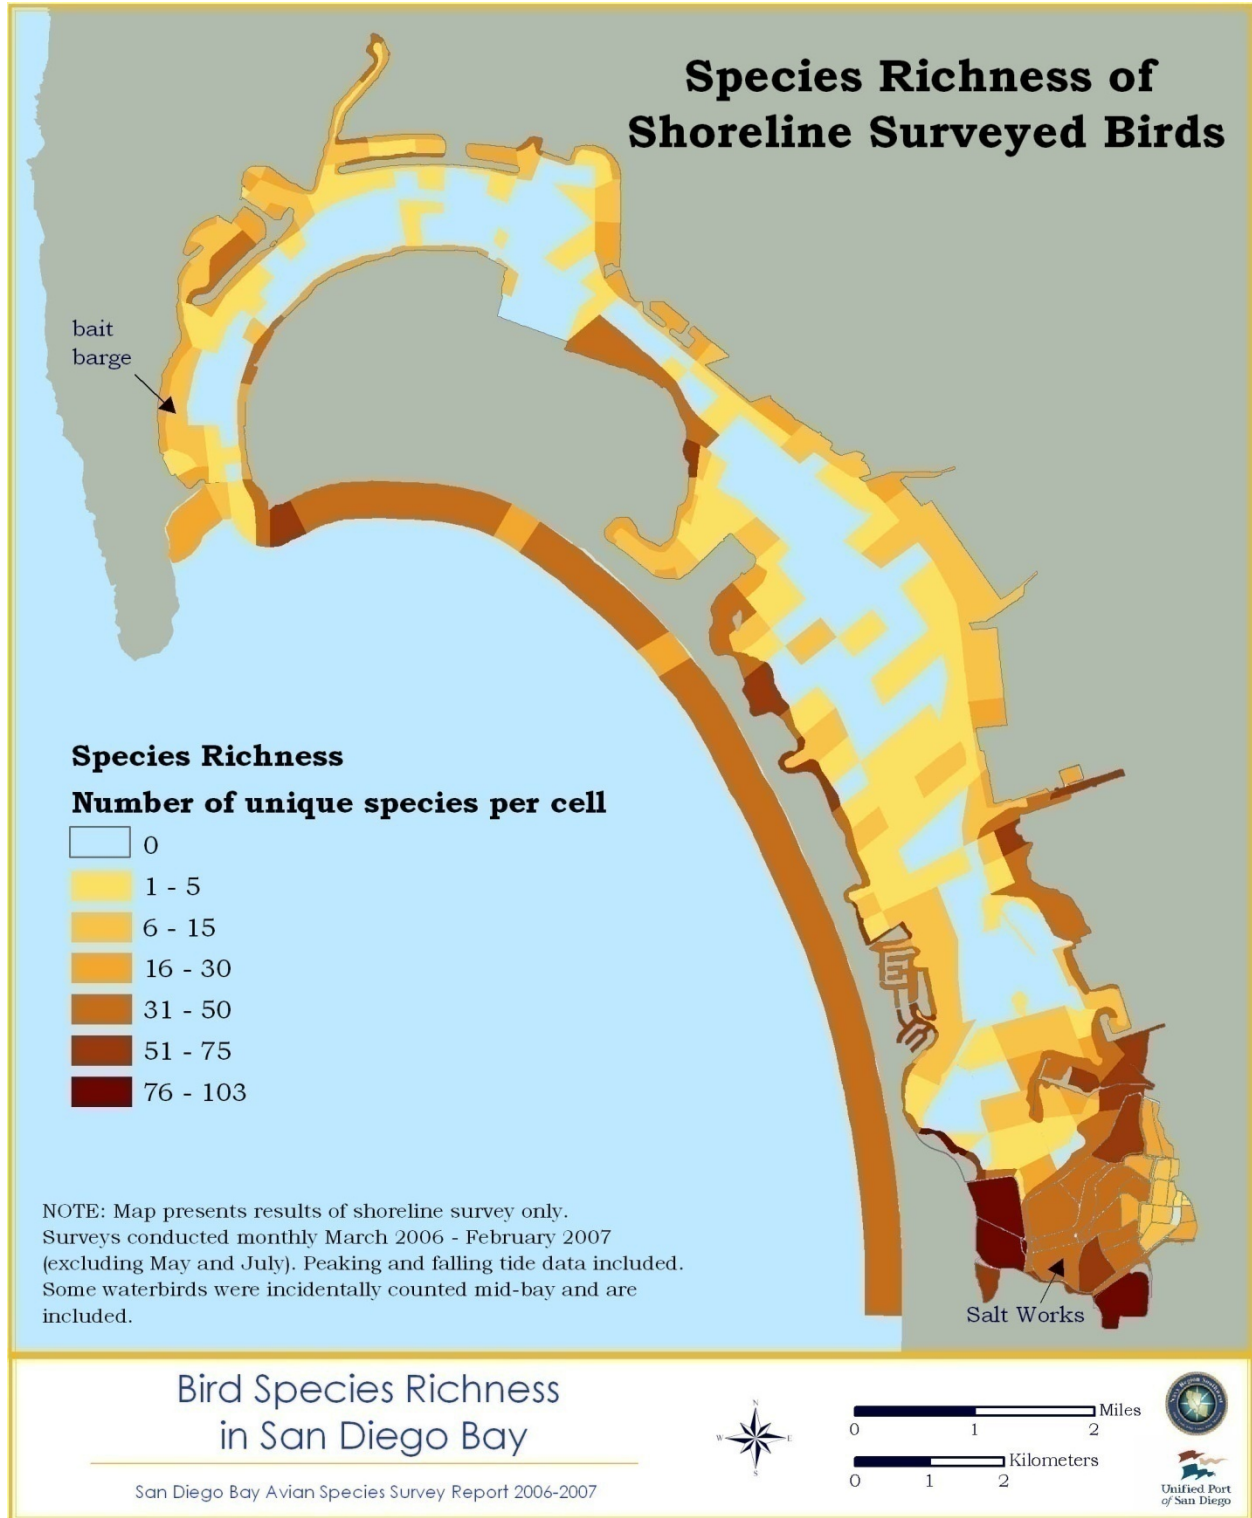 Species Richness of
Shoreline Surveyed Birds
bait
barge
Species Richness
Number of unique species per cell
0
1 - 5
6 - 15
16 - 30
31 - 50
51 - 75
76 - 103
NOTE: Map presents results of shoreline survey only.
Surveys conducted monthly March 2006 - February 2007
(excluding May and July). Peaking and falling tide data included.
Some waterbirds were incidentally counted mid-bay and are
included.
Salt Works
Bird Species Richness
in San Diego Bay
San Diego Bay Avian Species Survey Report 2006-2007
N
W E
S
Miles
0 1 2
Kilometers
0 1 2
Unified Port
of San Diego